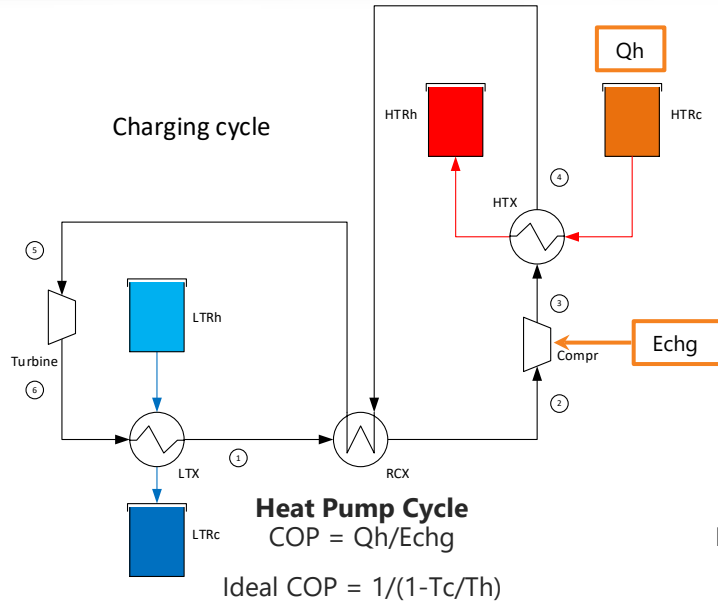 Qh
Charging cycle
HTRh
HTRc
4
HTX
5
3
LTRh
Turbine
Compr
Echg
6
2
1
LTX
RCX
LTRc
Heat Pump Cycle
COP = Qh/Echg
Ideal COP = 1/(1-Tc/Th)